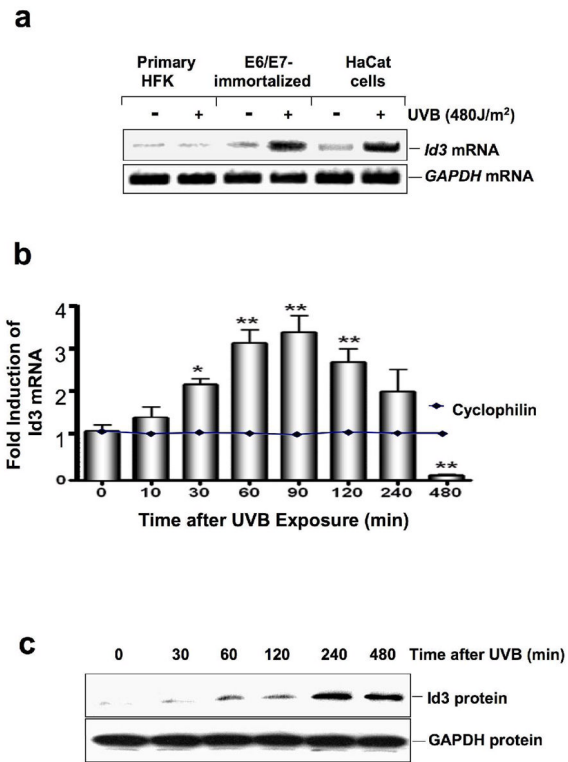 a
Primary HFK
E6/E7-immortalized
HaCat cells
- + - + - + UVB (480J/m²)
Id3 mRNA
GAPDH mRNA
b
Fold Induction of
Id3 mRNA
4
3
2
1
0
* ** ** ** **
Cyclophilin
0 10 30 60 90 120 240 480
Time after UVB Exposure (min)
c
0 30 60 120 240 480 Time after UVB (min)
Id3 protein
GAPDH protein